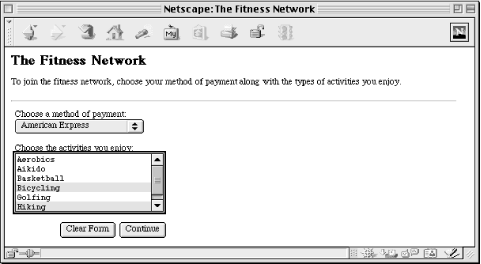 Netscape: The Fitness Network
My
N
The Fitness Network
To join the fitness network, choose your method of payment along with the types of activities you enjoy.
Choose a method of payment:
American Express
Choose the activities you enjoy:
Aerobics
Aikido
Basketball
Bicycling
Golfing
Hiking
Clear Form Continue